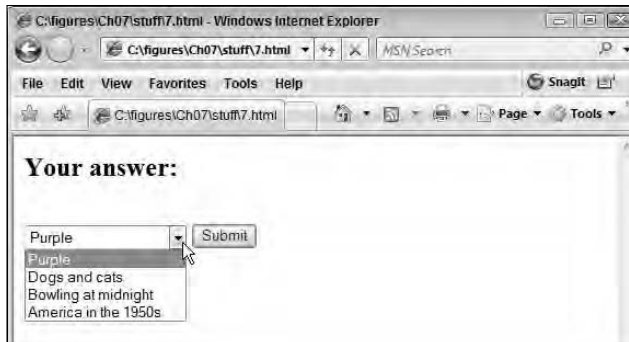 C:\figures\Ch07\stuff\7.html - Windows Internet Explorer
C:\figures\Ch07\stuff\7.html MSN Search
File Edit View Favorites Tools Help SnagIt
C:\figures\Ch07\stuff\7.html Page Tools
Your answer:
Purple Submit
Purple
Dogs and cats
Bowling at midnight
America in the 1950s